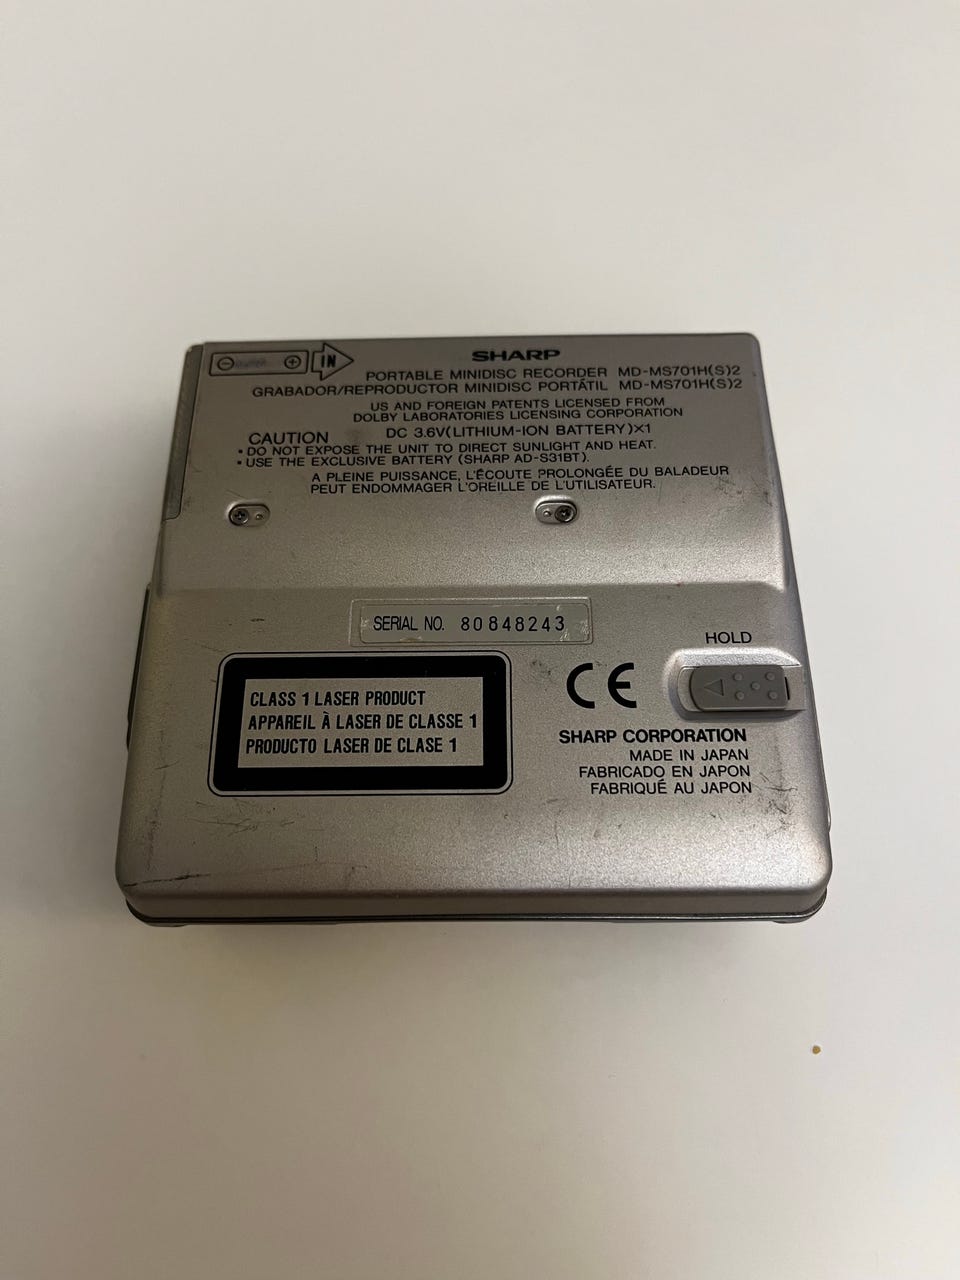 ⊖ ⊕ IN
SHARP
PORTABLE MINIDISC RECORDER MD-MS701H(S)2
GRABADOR/REPRODUCTOR MINIDISC PORTÁTIL MD-MS701H(S)2
US AND FOREIGN PATENTS LICENSED FROM
DOLBY LABORATORIES LICENSING CORPORATION
DC 3.6V(LITHIUM-ION BATTERY)×1
CAUTION
• DO NOT EXPOSE THE UNIT TO DIRECT SUNLIGHT AND HEAT.
• USE THE EXCLUSIVE BATTERY (SHARP AD-S31BT).
A PLEINE PUISSANCE, L'ÉCOUTE PROLONGÉE DU BALADEUR
PEUT ENDOMMAGER L'OREILLE DE L'UTILISATEUR.
SERIAL NO. 80848243
HOLD
CLASS 1 LASER PRODUCT
APPAREIL À LASER DE CLASSE 1
PRODUCTO LASER DE CLASE 1
CE
SHARP CORPORATION
MADE IN JAPAN
FABRICADO EN JAPON
FABRIQUÉ AU JAPON